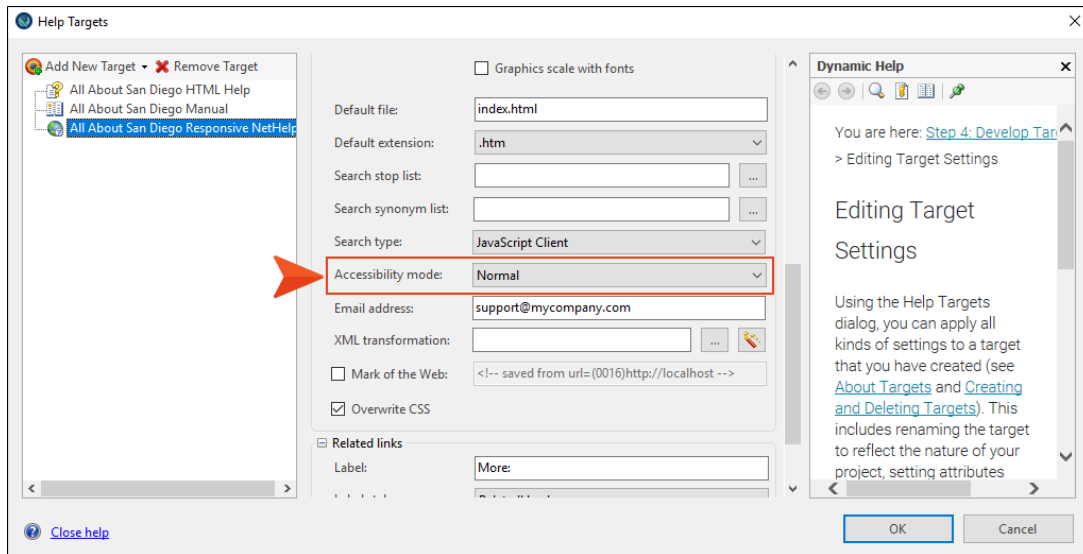 Help Targets
Add New Target
Remove Target
All About San Diego HTML Help
All About San Diego Manual
All About San Diego Responsive NetHelp
Graphics scale with fonts
Default file: index.html
Default extension: .htm
Search stop list: ...
Search synonym list: ...
Search type: JavaScript Client
Accessibility mode: Normal
Email address: support@mycompany.com
XML transformation: ...
Mark of the Web: <!-- saved from url=(0016)http://localhost -->
Overwrite CSS
Related links
Label: More:
Dynamic Help
You are here: Step 4: Develop Tar
> Editing Target Settings
Editing Target
Settings
Using the Help Targets
dialog, you can apply all
kinds of settings to a target
that you have created (see
About Targets and Creating
and Deleting Targets). This
includes renaming the target
to reflect the nature of your
project, setting attributes
Close help
OK
Cancel